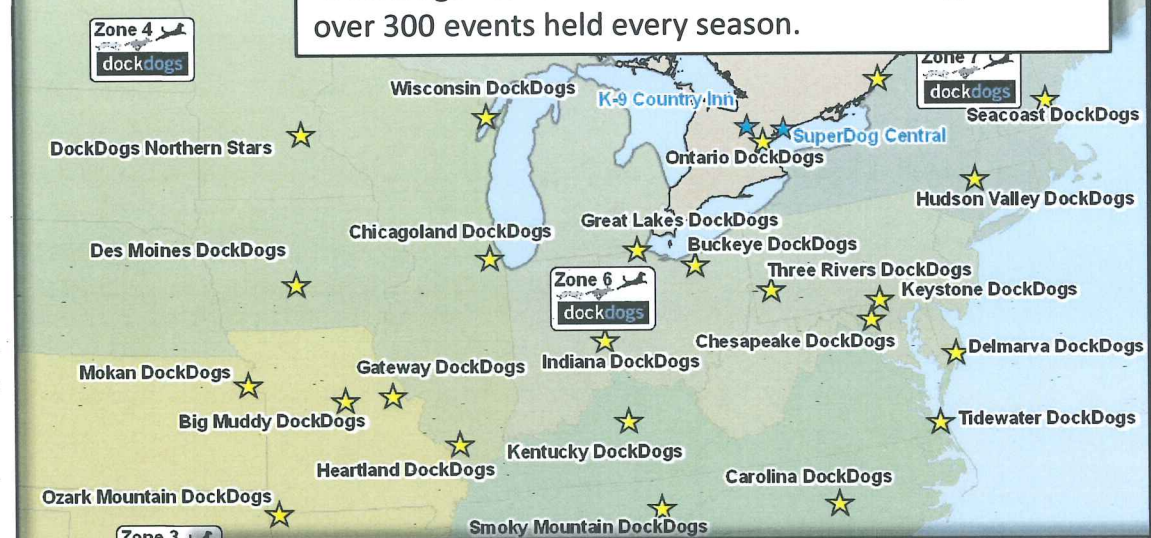 over 300 events held every season.
Zone 4
dockdogs
Zone 7
dockdogs
Wisconsin DockDogs
K-9 Country Inn
Seacoast DockDogs
SuperDog Central
DockDogs Northern Stars
Ontario DockDogs
Hudson Valley DockDogs
Great Lakes DockDogs
Chicagoland DockDogs
Buckeye DockDogs
Des Moines DockDogs
Three Rivers DockDogs
Zone 6
dockdogs
Keystone DockDogs
Chesapeake DockDogs
Delmarva DockDogs
Indiana DockDogs
Gateway DockDogs
Mokan DockDogs
Big Muddy DockDogs
Tidewater DockDogs
Kentucky DockDogs
Heartland DockDogs
Carolina DockDogs
Ozark Mountain DockDogs
Smoky Mountain DockDogs
Zone 3